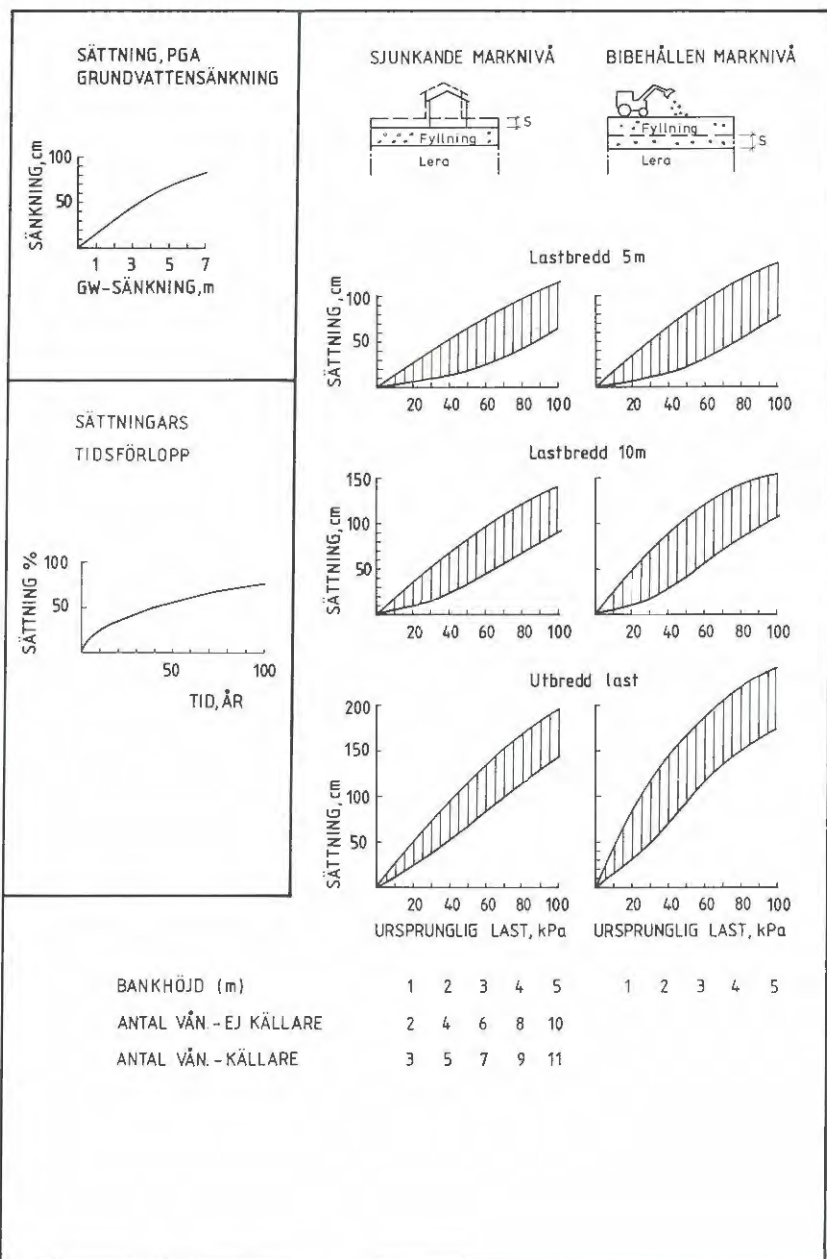 SÄTTNING, PGA
GRUNDVATTENSÄNKNING
SÄNKNING, cm
100
50
1 3 5 7
GW-SÄNKNING, m
SÄTTNINGARS
TIDSFÖRLOPP
SÄTTNING %
100
50
50 100
TID, ÅR
SJUNKANDE MARKNIVÅ
S
Fyllning
Lera
BIBEHÅLLEN MARKNIVÅ
Fyllning
S
Lera
Lastbredd 5m
SÄTTNING, cm
100
50
20 40 60 80 100
20 40 60 80 100
Lastbredd 10m
SÄTTNING, cm
150
100
50
20 40 60 80 100
20 40 60 80 100
Utbredd last
SÄTTNING, cm
200
150
100
50
20 40 60 80 100
20 40 60 80 100
URSPRUNGLIG LAST, kPa
URSPRUNGLIG LAST, kPa
BANKHÖJD (m) 1 2 3 4 5 1 2 3 4 5
ANTAL VÅN. - EJ KÄLLARE 2 4 6 8 10
ANTAL VÅN. - KÄLLARE 3 5 7 9 11